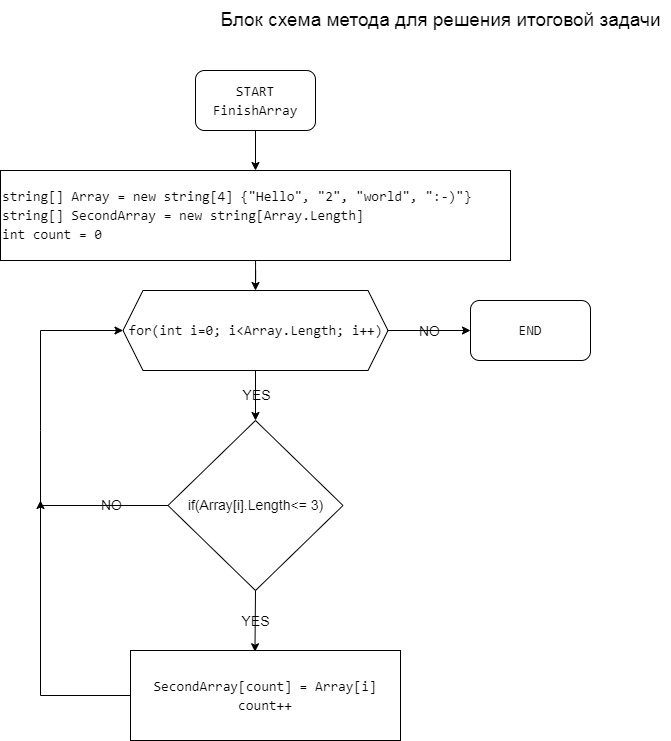 Блок схема метода для решения итоговой задачи
START
FinishArray
string[] Array = new string[4] {"Hello", "2", "world", ":-)"}
string[] SecondArray = new string[Array.Length]
int count = 0
for(int i=0; i<Array.Length; i++)
NO
END
YES
NO
if(Array[i].Length<= 3)
YES
SecondArray[count] = Array[i]
count++